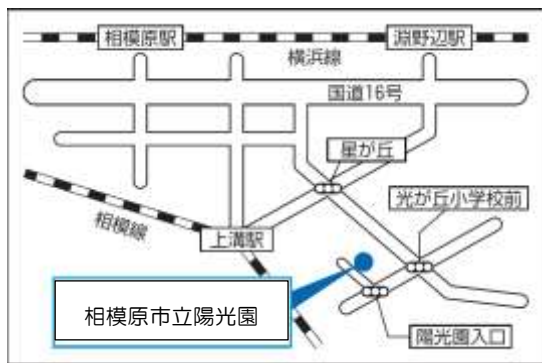 相模原駅
淵野辺駅
横浜線
国道16号
星が丘
光が丘小学校前
相模線
上溝駅
相模原市立陽光園
陽光園入口